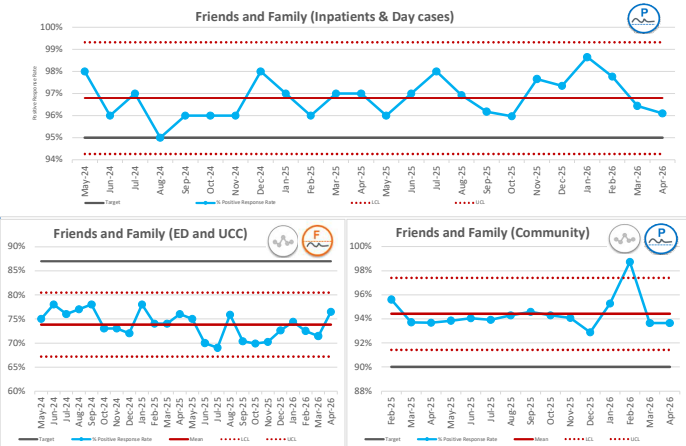 Friends and Family (Inpatients & Day cases)
P
100%
99%
98%
97%
96%
95%
94%
Positive Response Rate
May-24
Jun-24
Jul-24
Aug-24
Sep-24
Oct-24
Nov-24
Dec-24
Jan-25
Feb-25
Mar-25
Apr-25
May-25
Jun-25
Jul-25
Aug-25
Sep-25
Oct-25
Nov-25
Dec-25
Jan-26
Feb-26
Mar-26
Apr-26
Target
% Positive Response Rate
LCL
UCL
Friends and Family (ED and UCC)
F
90%
85%
80%
75%
70%
65%
60%
May-24
Jun-24
Jul-24
Aug-24
Sep-24
Oct-24
Nov-24
Dec-24
Jan-25
Feb-25
Mar-25
Apr-25
May-25
Jun-25
Jul-25
Aug-25
Sep-25
Oct-25
Nov-25
Dec-25
Jan-26
Feb-26
Mar-26
Apr-26
Target
% Positive Response Rate
Mean
LCL
UCL
Friends and Family (Community)
P
100%
98%
96%
94%
92%
90%
88%
Feb-25
Mar-25
Apr-25
May-25
Jun-25
Jul-25
Aug-25
Sep-25
Oct-25
Nov-25
Dec-25
Jan-26
Feb-26
Mar-26
Apr-26
Target
% Positive Response Rate
Mean
LCL
UCL